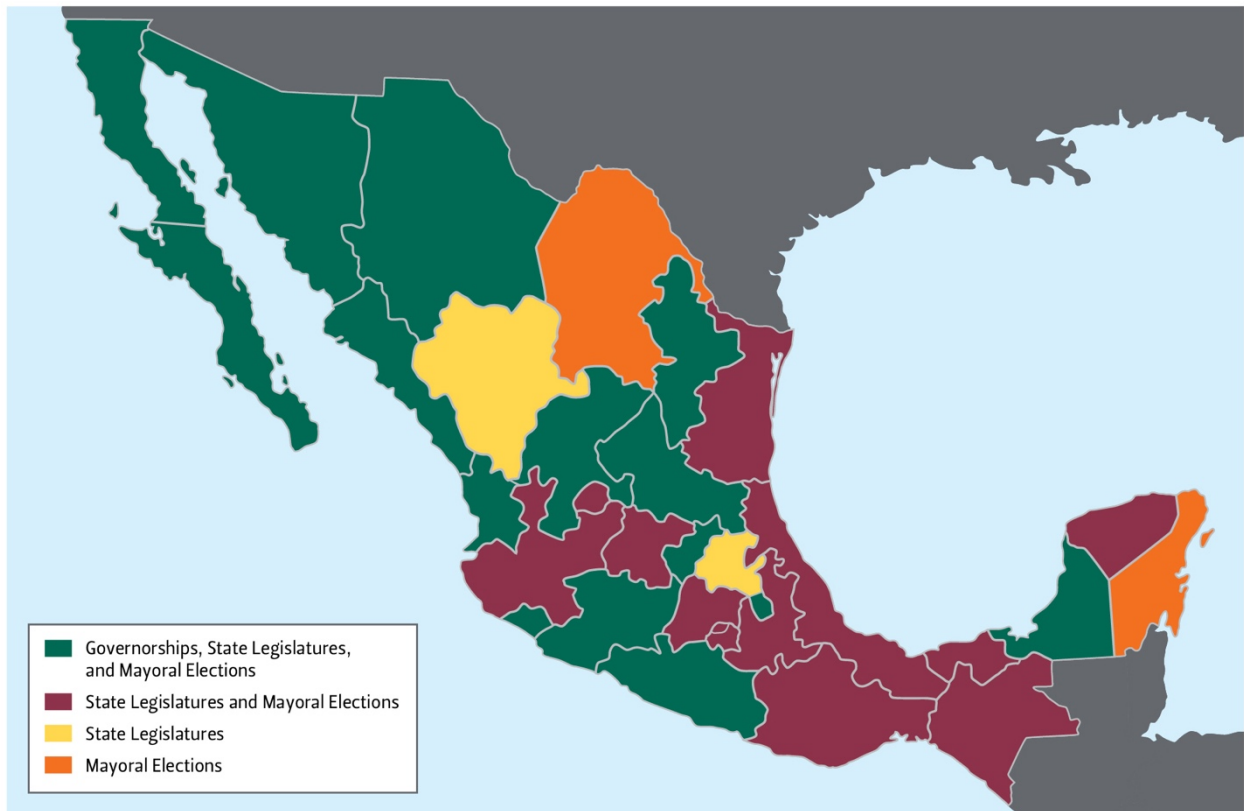 Governorships, State Legislatures,
and Mayoral Elections
State Legislatures and Mayoral Elections
State Legislatures
Mayoral Elections